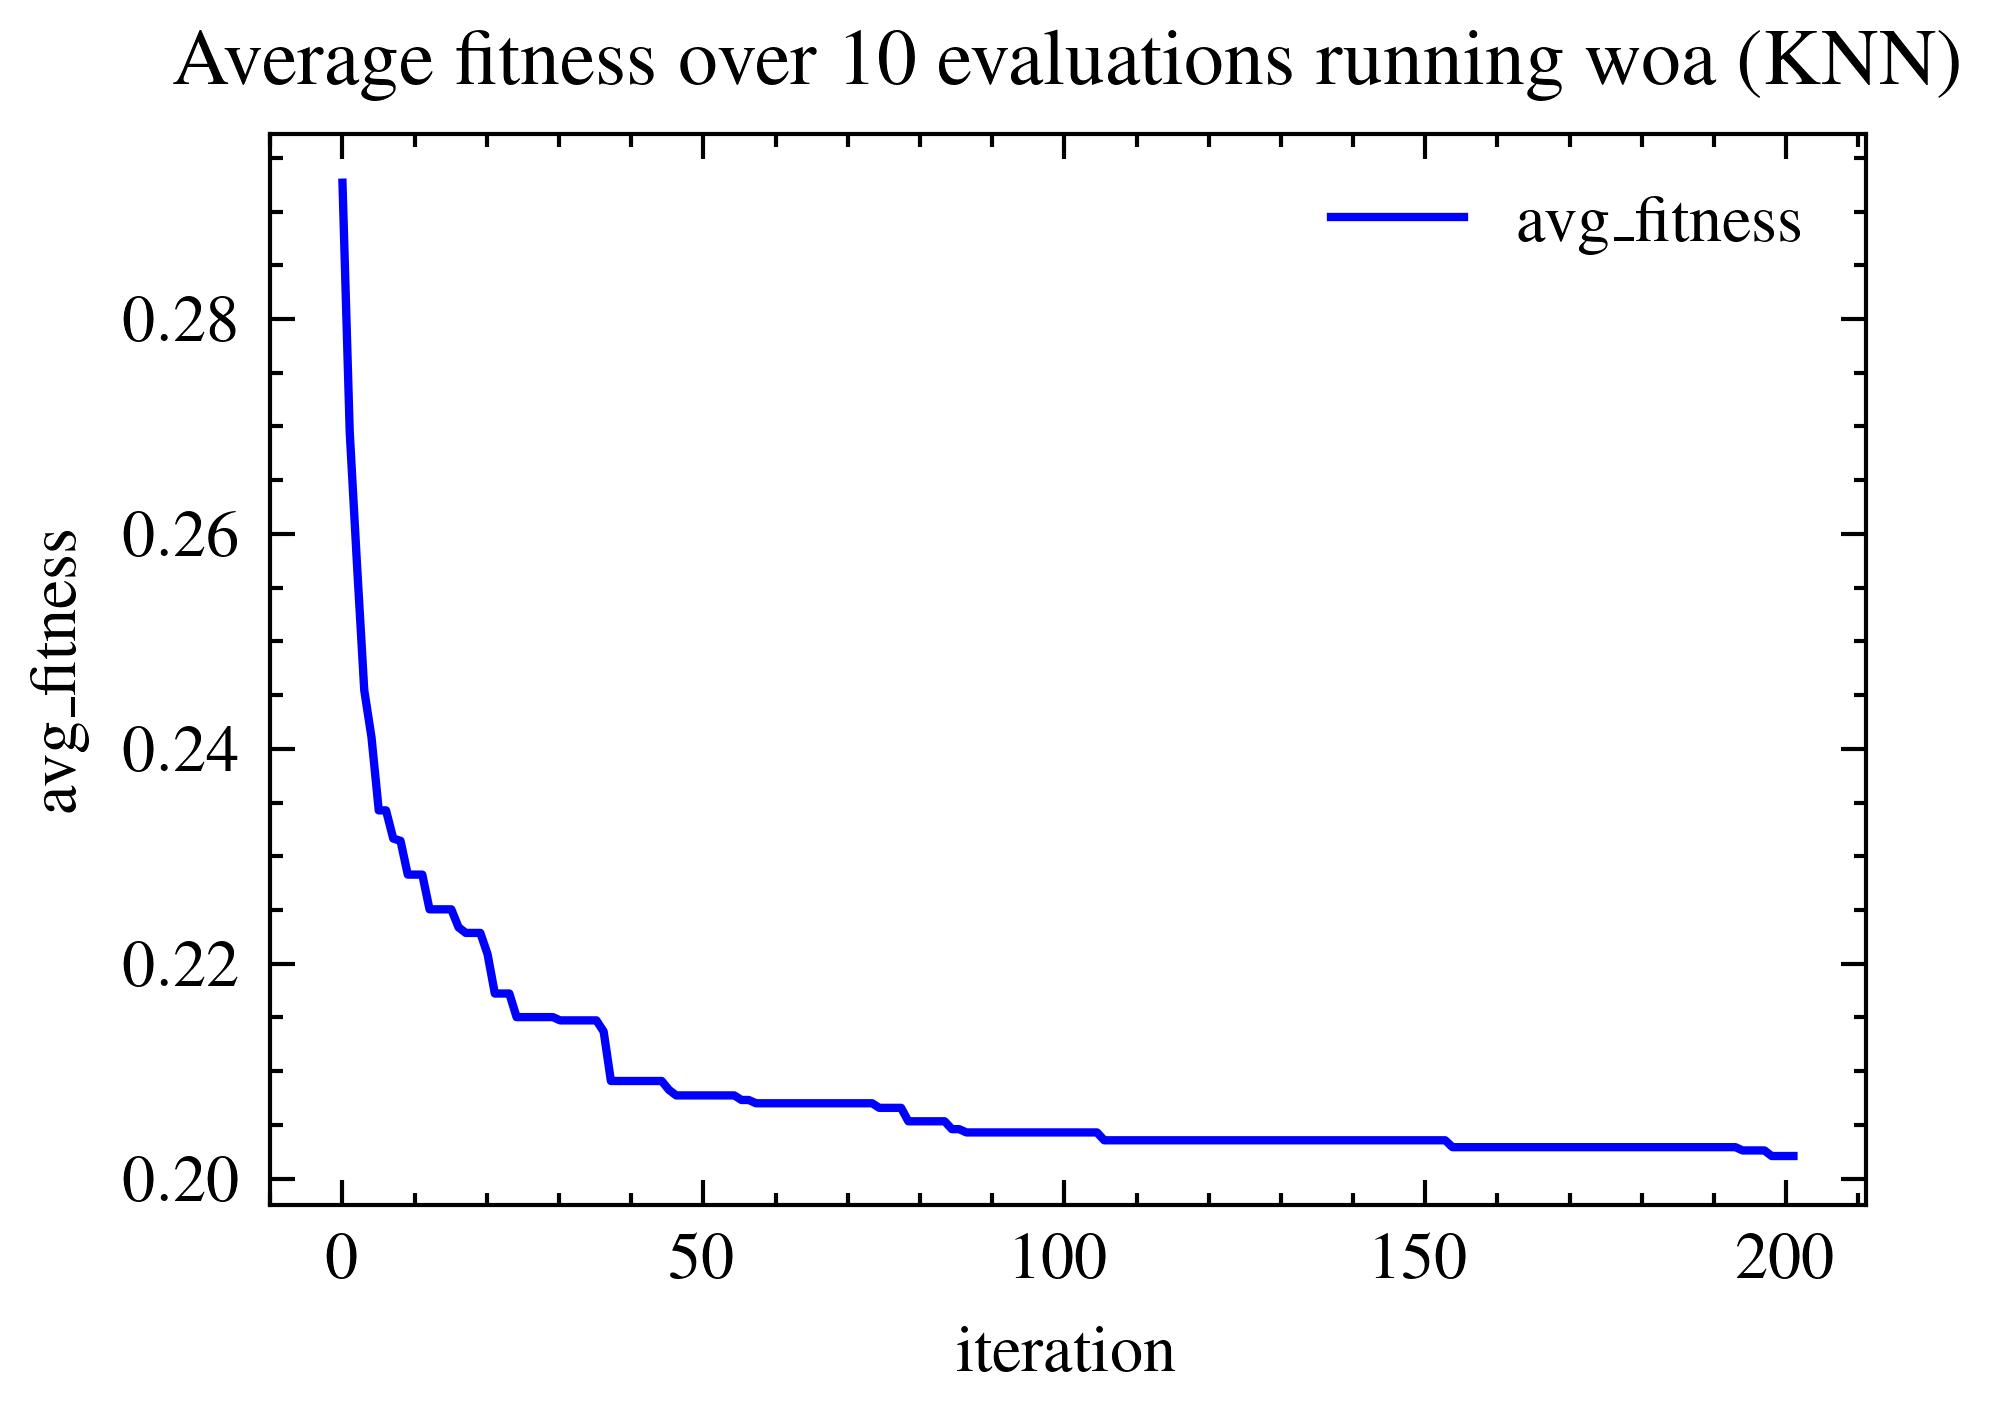 Average fitness over 10 evaluations running woa (KNN)
avg_fitness
0.28
0.26
0.24
0.22
0.20
avg_fitness
0 50 100 150 200
iteration